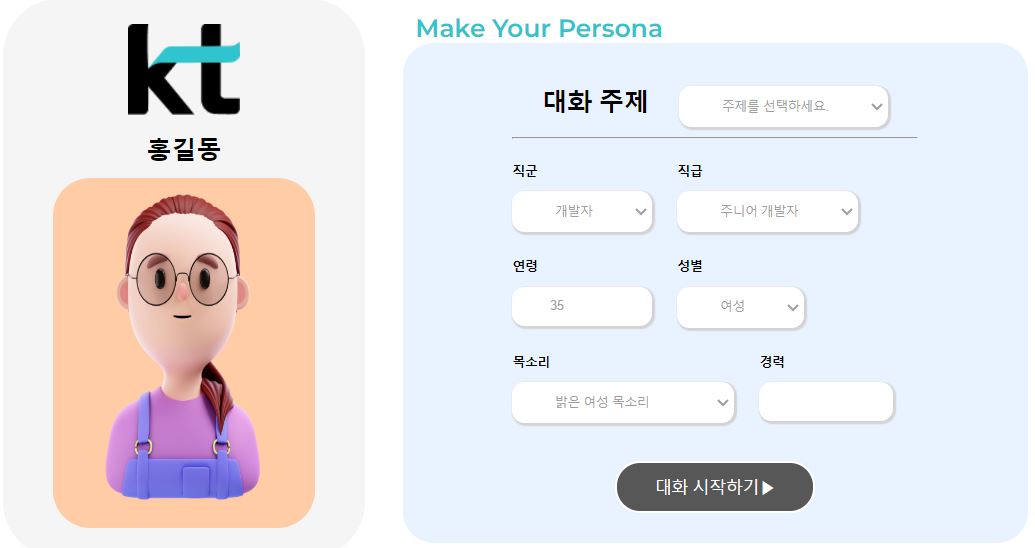 kt
홍길동
Make Your Persona
대화 주제
주제를 선택하세요.
직군
직급
개발자
주니어 개발자
연령
성별
35
여성
목소리
경력
밝은 여성 목소리
대화 시작하기▶